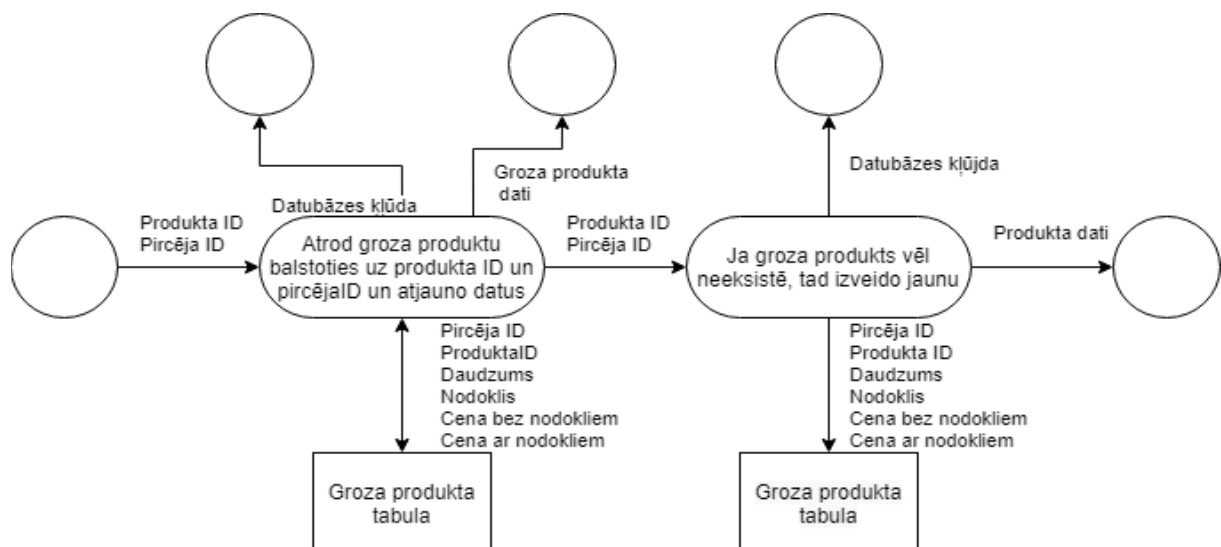 Datubāzes kļūda
Groza produkta
dati
Datubāzes kļūjda
Produkta ID
Pircēja ID
Atrod groza produktu
balstoties uz produkta ID un
pircējaID un atjauno datus
Produkta ID
Pircēja ID
Ja groza produkts vēl
neeksistē, tad izveido jaunu
Produkta dati
Pircēja ID
ProduktaID
Daudzums
Nodoklis
Cena bez nodokliem
Cena ar nodokliem
Pircēja ID
Produkta ID
Daudzums
Nodoklis
Cena bez nodokliem
Cena ar nodokliem
Groza produkta
tabula
Groza produkta
tabula